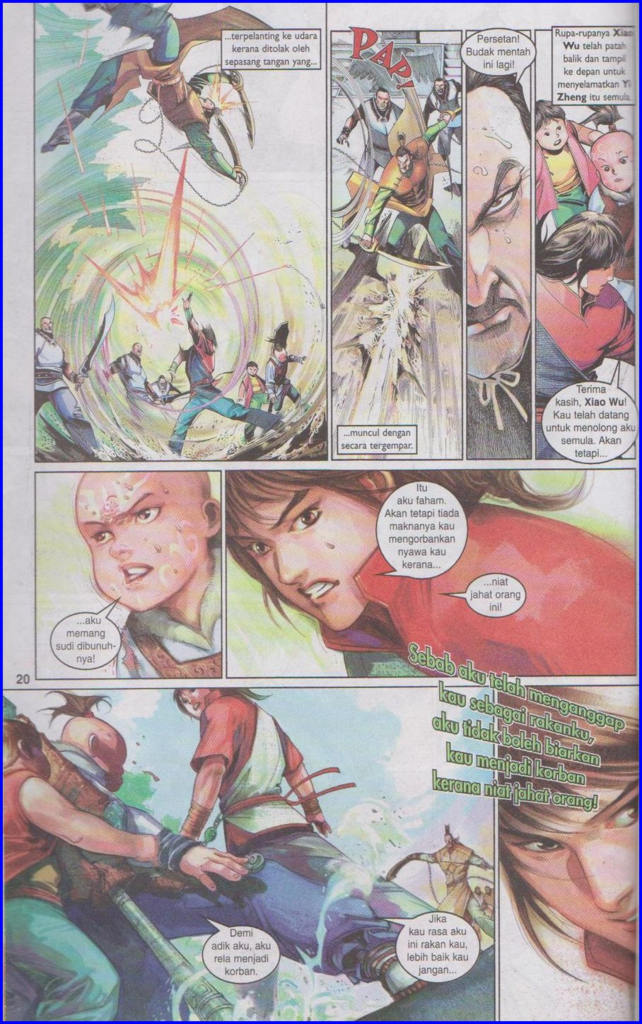 ...terpelanting ke udara
kerana ditolak oleh
sepasang tangan yang...
PAP!
...muncul dengan
secara tergempar.
Persetan!
Budak mentah
ini lagi!
Rupa-rupanya Xiao
Wu telah patah
balik dan tampil
ke depan untuk
menyelamatkan Yi
Zheng itu semula.
Terima
kasih, Xiao Wu!
Kau telah datang
untuk menolong aku
semula. Akan
tetapi...
...aku
memang
sudi dibunuh-
nya!
Itu
aku faham.
Akan tetapi tiada
maknanya kau
mengorbankan
nyawa kau
kerana...
...niat
jahat orang
ini!
20
Sebab aku telah menganggap
kau sebagai rakanku,
aku tidak boleh biarkan
kau menjadi korban
kerana niat jahat orang!
Demi
adik aku, aku
rela menjadi
korban.
Jika
kau rasa aku
ini rakan kau,
lebih baik kau
jangan...